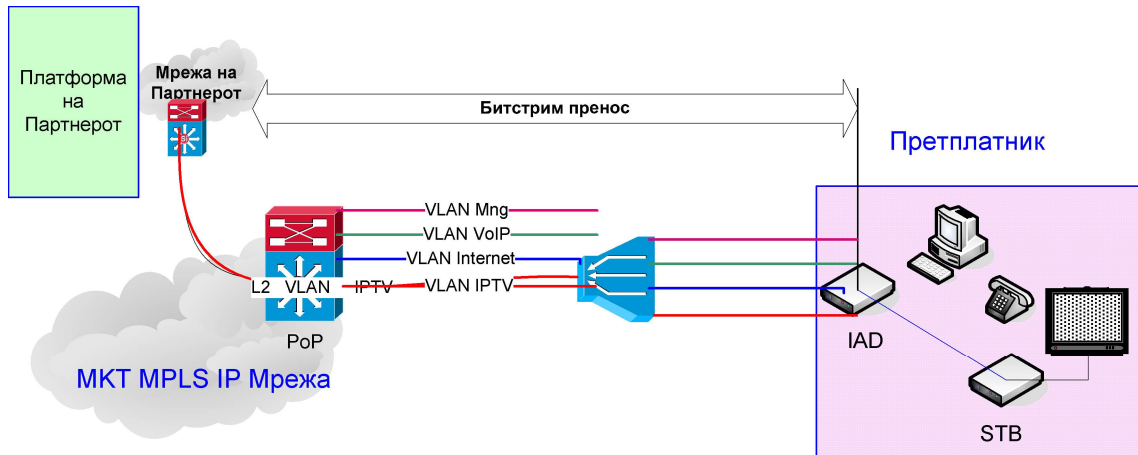 Платформа
на
Партнерот
Мрежа на
Партнерот
Битстрим пренос
Претплатник
VLAN Mng
VLAN VoIP
VLAN Internet
L2 VLAN IPTV
VLAN IPTV
PoP
MKT MPLS IP Мрежа
IAD
STB